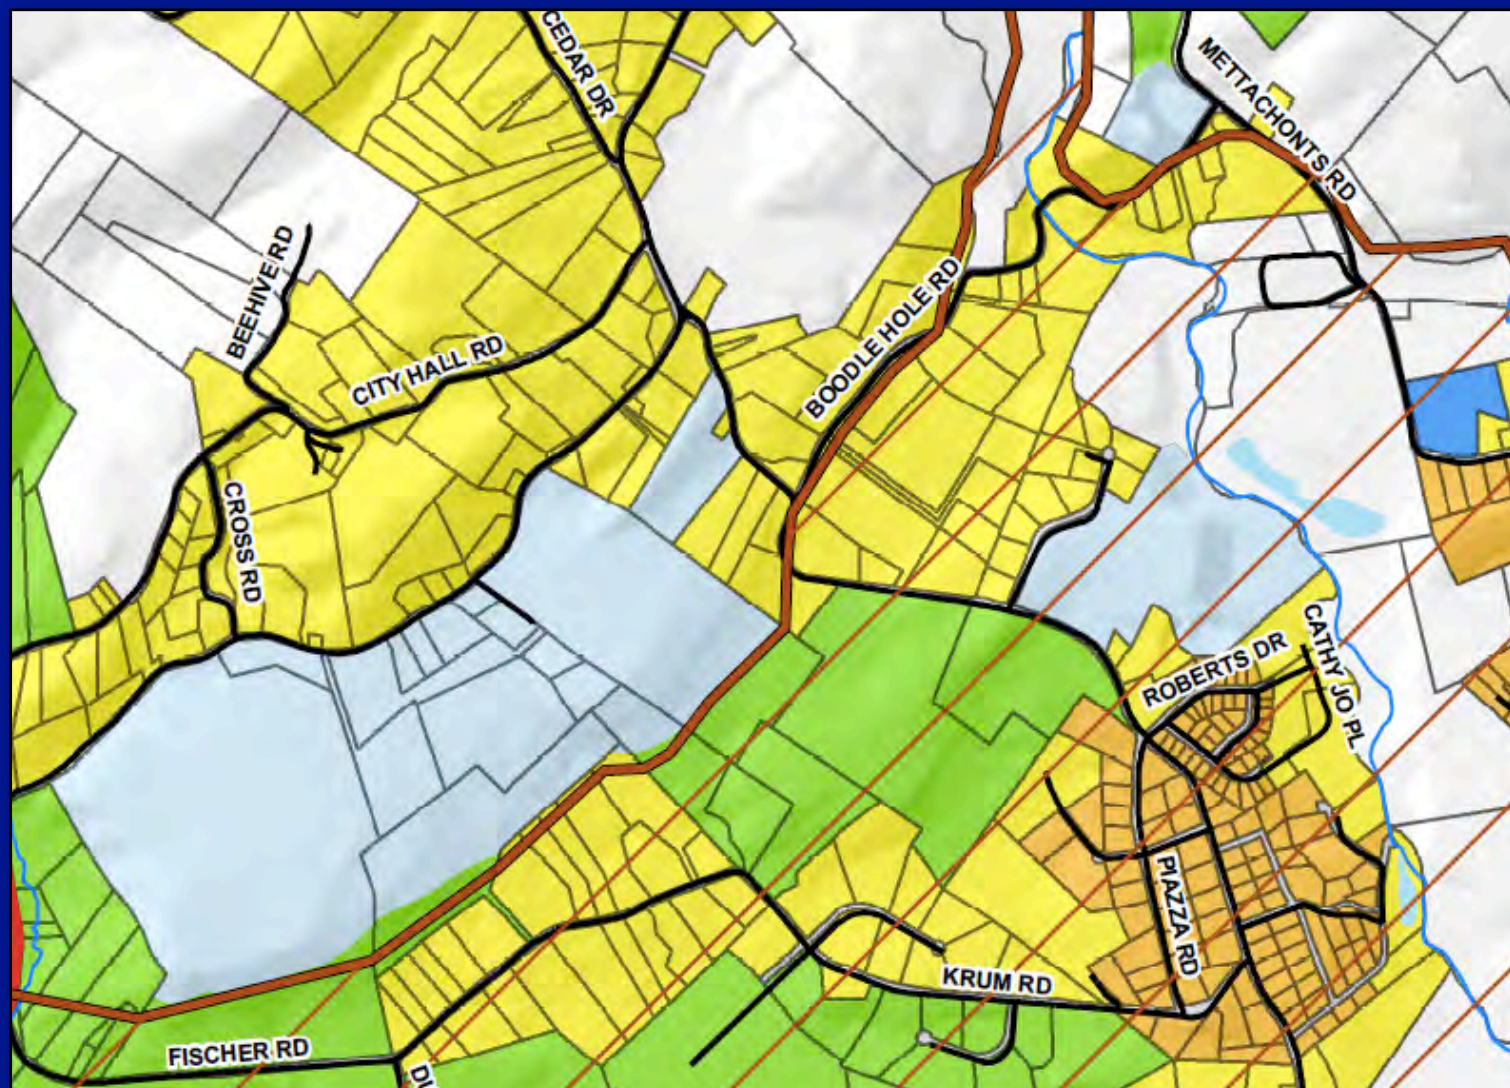 CEDAR DR
METTACHONTS RD
BEEHIVE RD
BOODLE HOLE RD
CITY HALL RD
CROSS RD
CATHY JO PL
ROBERTS DR
PIAZZA RD
KRUM RD
FISCHER RD